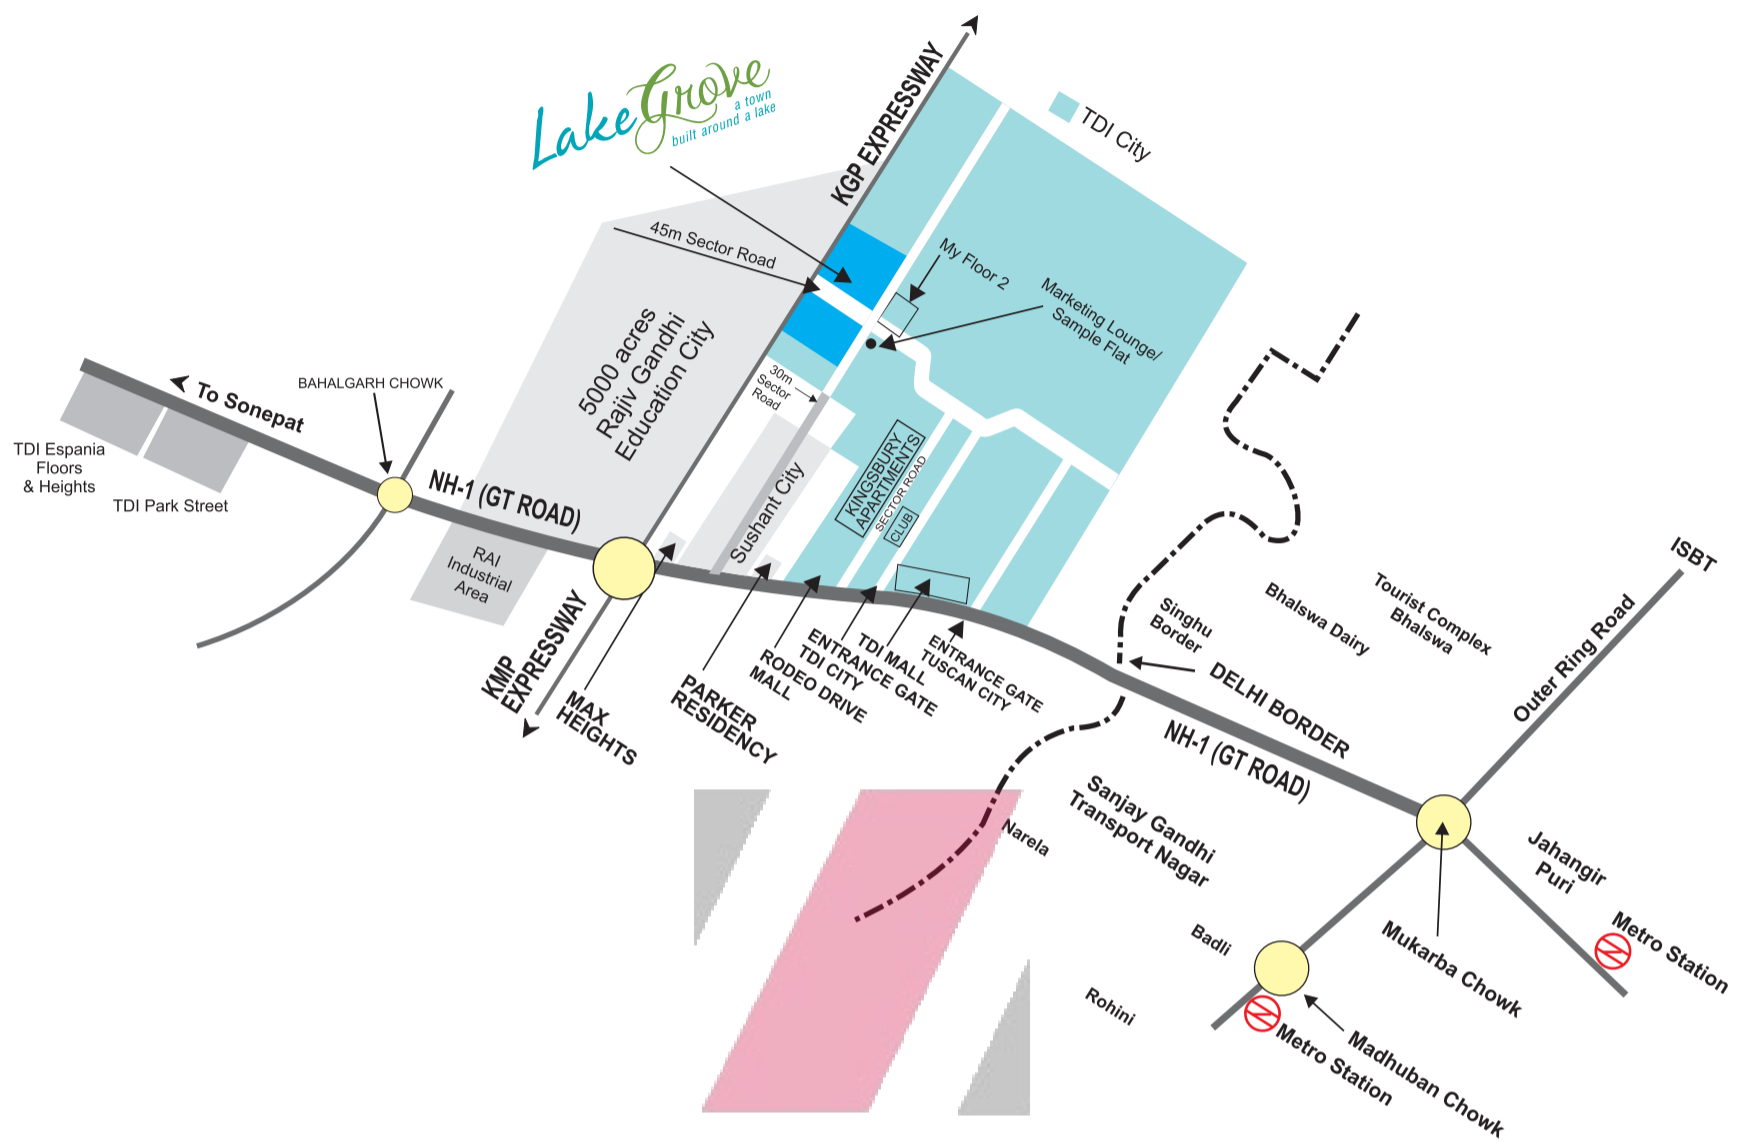 Lake Grove
a town
built around a lake
KGP EXPRESSWAY
TDI City
45m Sector Road
My Floor 2
Marketing Lounge/
Sample Flat
5000 acres
Rajiv Gandhi
Education City
30m
Sector
Road
To Sonepat
BAHALGARH CHOWK
TDI Espania
Floors
& Heights
TDI Park Street
NH-1 (GT ROAD)
RAI
Industrial
Area
Sushant City
KINGSBURY
APARTMENTS
SECTOR ROAD
CLUB
KMP
EXPRESSWAY
MAX
HEIGHTS
PARKER
RESIDENCY
RODEO DRIVE
MALL
ENTRANCE GATE
TDI CITY
TDI MALL
ENTRANCE GATE
TUSCAN CITY
Singhu
Border
DELHI BORDER
Bhalswa Dairy
Tourist Complex
Bhalswa
ISBT
Outer Ring Road
NH-1 (GT ROAD)
Sanjay Gandhi
Transport Nagar
Narela
Jahangir
Puri
Metro Station
Mukarba Chowk
Badli
Rohini
Metro Station
Madhuban Chowk